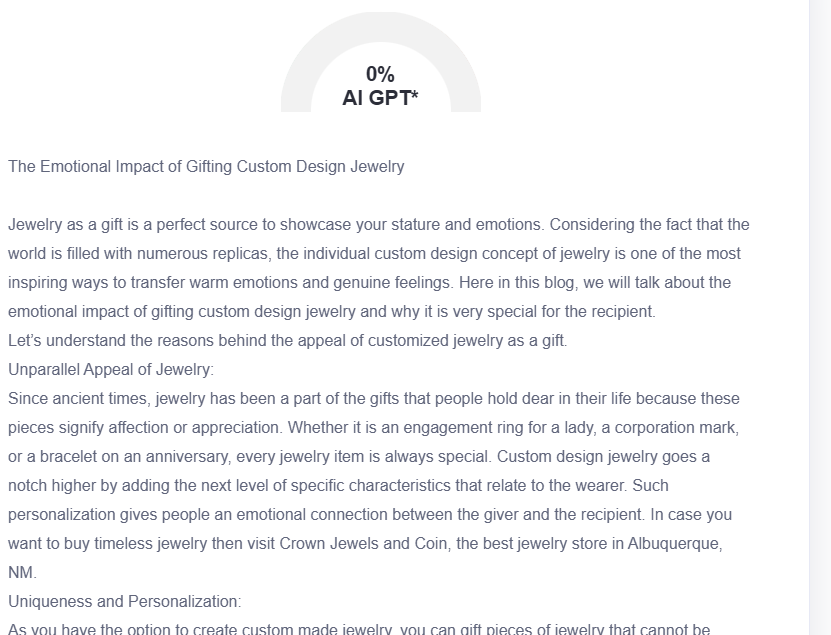 0%
AI GPT*
The Emotional Impact of Gifting Custom Design Jewelry
Jewelry as a gift is a perfect source to showcase your stature and emotions. Considering the fact that the
world is filled with numerous replicas, the individual custom design concept of jewelry is one of the most
inspiring ways to transfer warm emotions and genuine feelings. Here in this blog, we will talk about the
emotional impact of gifting custom design jewelry and why it is very special for the recipient.
Let’s understand the reasons behind the appeal of customized jewelry as a gift.
Unparallel Appeal of Jewelry:
Since ancient times, jewelry has been a part of the gifts that people hold dear in their life because these
pieces signify affection or appreciation. Whether it is an engagement ring for a lady, a corporation mark,
or a bracelet on an anniversary, every jewelry item is always special. Custom design jewelry goes a
notch higher by adding the next level of specific characteristics that relate to the wearer. Such
personalization gives people an emotional connection between the giver and the recipient. In case you
want to buy timeless jewelry then visit Crown Jewels and Coin, the best jewelry store in Albuquerque,
NM.
Uniqueness and Personalization:
As you have the option to create custom made jewelry, you can gift pieces of jewelry that cannot be